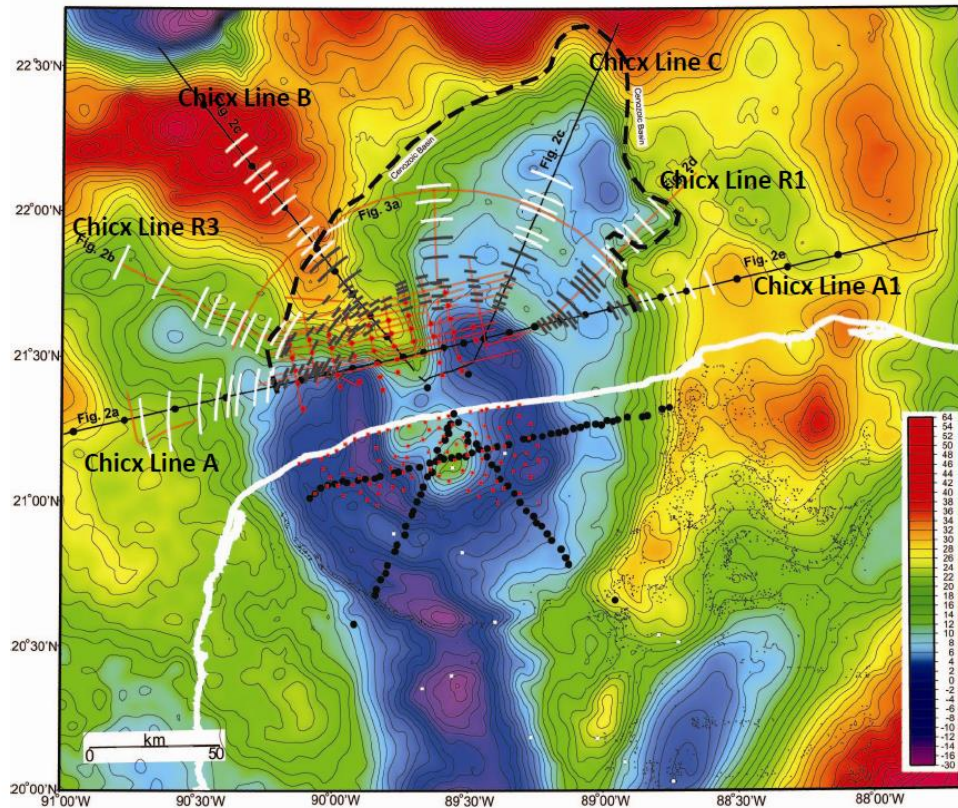 22°30'N
Chicx Line C
Chicx Line B
Fig. 2c
Cenozoic Basin
Fig. 2c
Cenozoic Basin
Fig. 2d
22°00'N
Chicx Line R1
Fig. 3a
Chicx Line R3
Fig. 2b
Fig. 2e
Chicx Line A1
21°30'N
Fig. 2a
Chicx Line A
21°00'N
20°30'N
km
0 50
20°00'N
91°00'W 90°30'W 90°00'W 89°30'W 89°00'W 88°30'W 88°00'W
64
54
48
44
42
40
38
36
34
32
30
28
26
24
22
20
18
16
14
12
10
8
6
4
2
0
-2
-4
-6
-8
-10
-12
-14
-16
-30